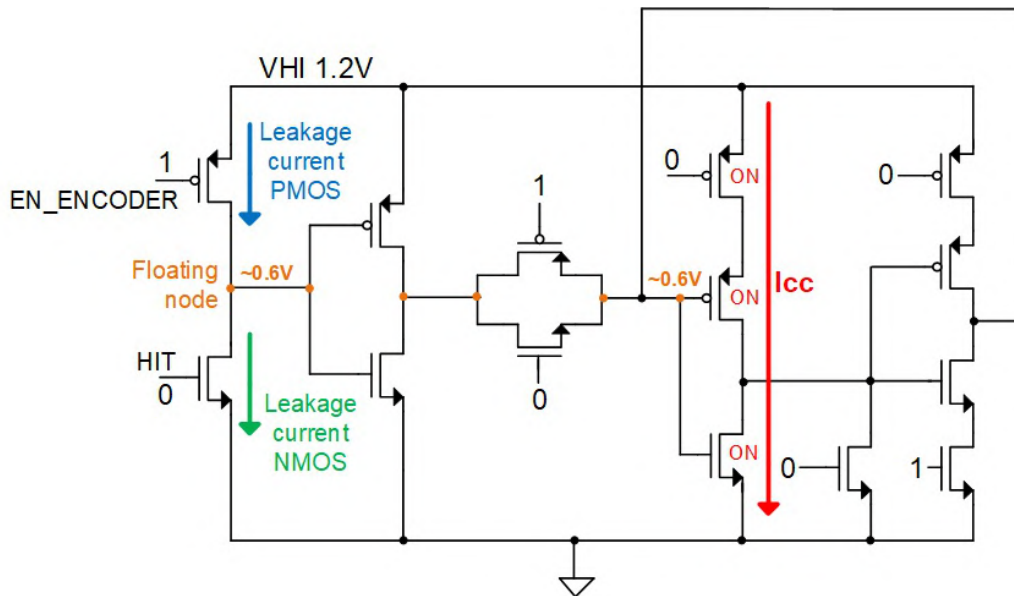 VHI 1.2V
Leakage
current
PMOS
1
EN_ENCODER
0
ON
0
1
Floating
node
~0.6V
~0.6V
ON
Icc
HIT
0
Leakage
current
NMOS
0
ON
0
1